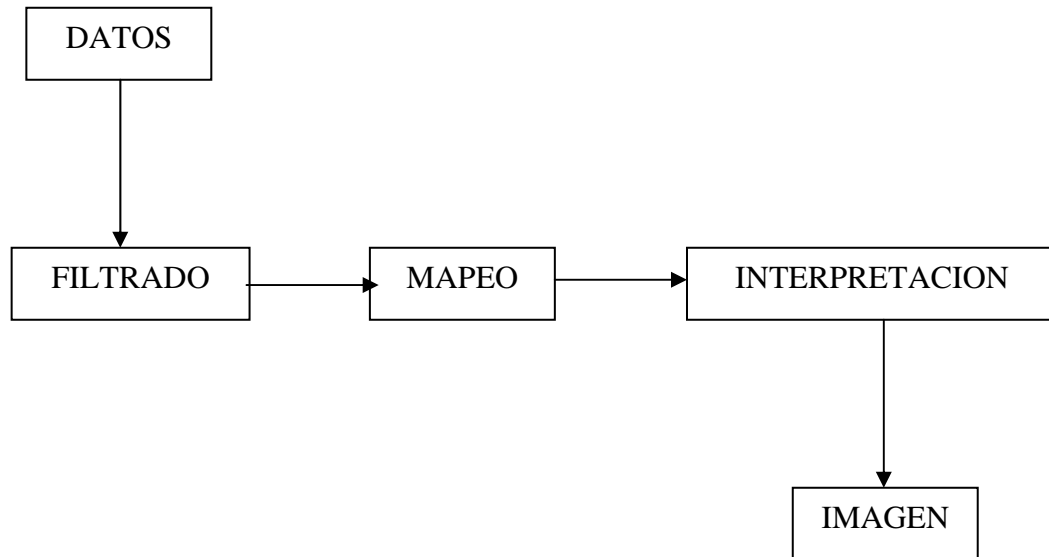 DATOS
FILTRADO
MAPEO
INTERPRETACION
IMAGEN